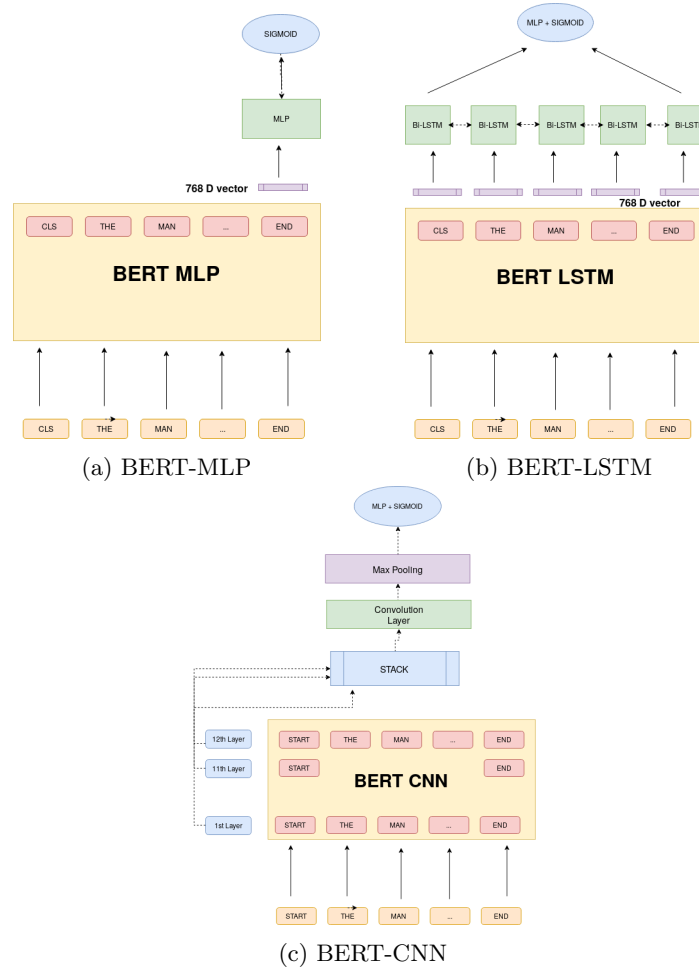 SIGMOID
MLP
768 D vector
CLS THE MAN ... END
BERT MLP
CLS THE MAN ... END
(a) BERT-MLP
MLP + SIGMOID
Bi-LSTM Bi-LSTM Bi-LSTM Bi-LSTM Bi-LSTM
768 D vector
CLS THE MAN ... END
BERT LSTM
CLS THE MAN ... END
(b) BERT-LSTM
MLP + SIGMOID
Max Pooling
Convolution
Layer
STACK
12th Layer START THE MAN ... END
11th Layer START END
BERT CNN
1st Layer START THE MAN ... END
START THE MAN ... END
(c) BERT-CNN